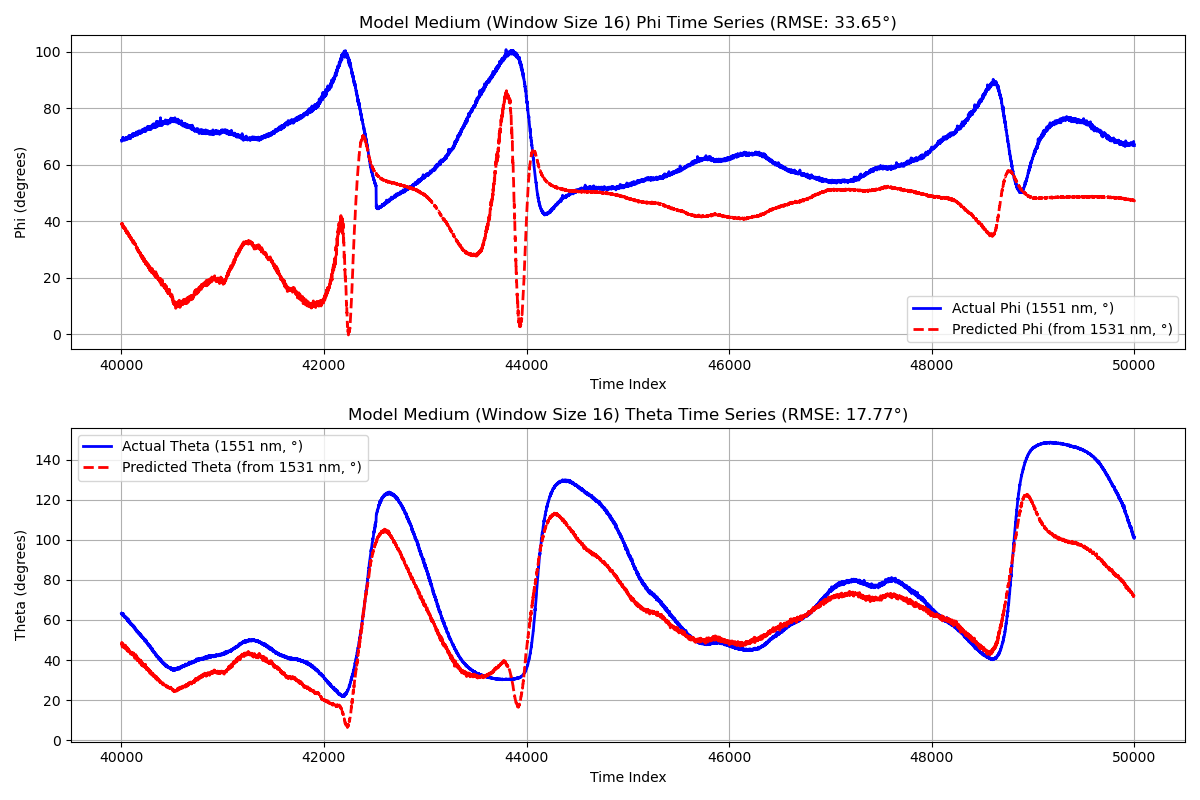 Model Medium (Window Size 16) Phi Time Series (RMSE: 33.65°)
Phi (degrees)
100
80
60
40
20
0
Actual Phi (1551 nm, °)
Predicted Phi (from 1531 nm, °)
40000 42000 44000 46000 48000 50000
Time Index
Model Medium (Window Size 16) Theta Time Series (RMSE: 17.77°)
Theta (degrees)
Actual Theta (1551 nm, °)
Predicted Theta (from 1531 nm, °)
140
120
100
80
60
40
20
0
40000 42000 44000 46000 48000 50000
Time Index